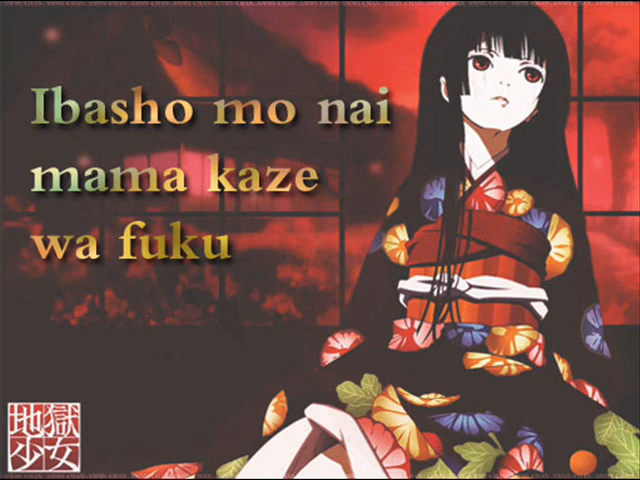 Ibasho mo nai
mama kaze
wa fuku
地獄
少女